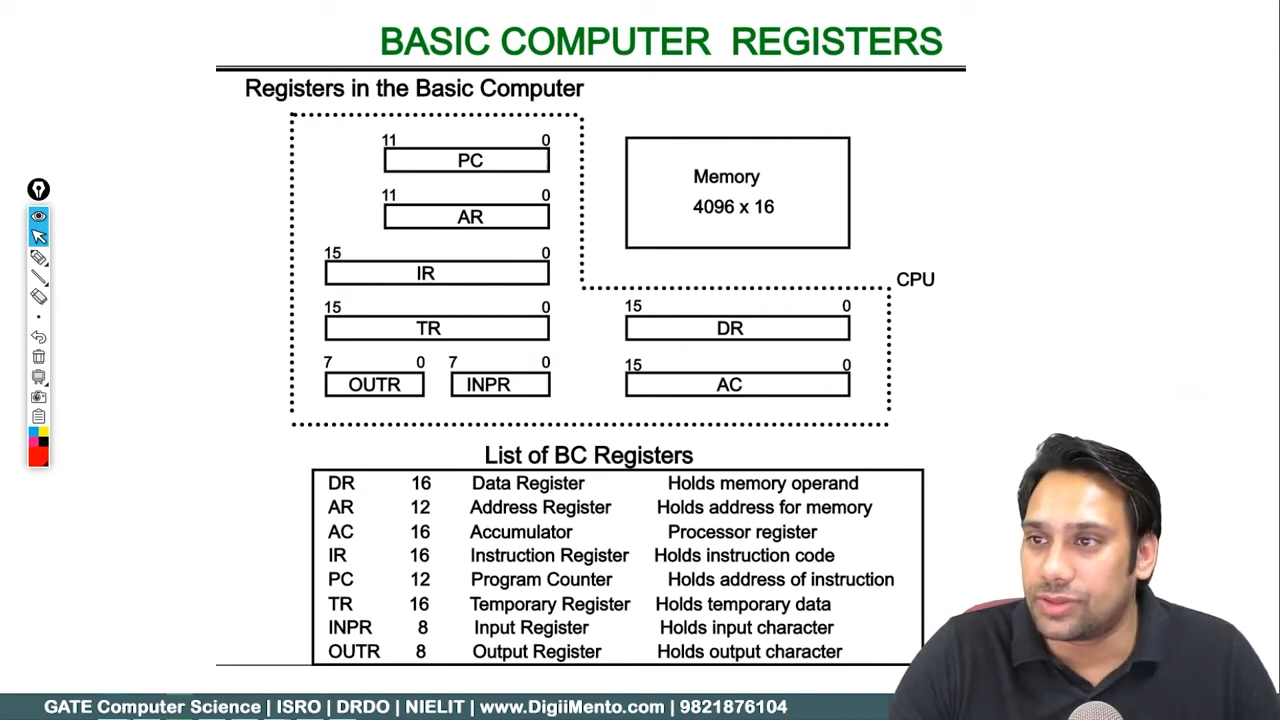 BASIC COMPUTER REGISTERS
Registers in the Basic Computer
11 0
PC
11 0
AR
15 0
IR
15 0
TR
7 0 7 0
OUTR INPR
Memory
4096 x 16
CPU
15 0
DR
15 0
AC
List of BC Registers
DR 16 Data Register Holds memory operand
AR 12 Address Register Holds address for memory
AC 16 Accumulator Processor register
IR 16 Instruction Register Holds instruction code
PC 12 Program Counter Holds address of instruction
TR 16 Temporary Register Holds temporary data
INPR 8 Input Register Holds input character
OUTR 8 Output Register Holds output character
GATE Computer Science | ISRO | DRDO | NIELIT | www.DigiiMento.com | 9821876104